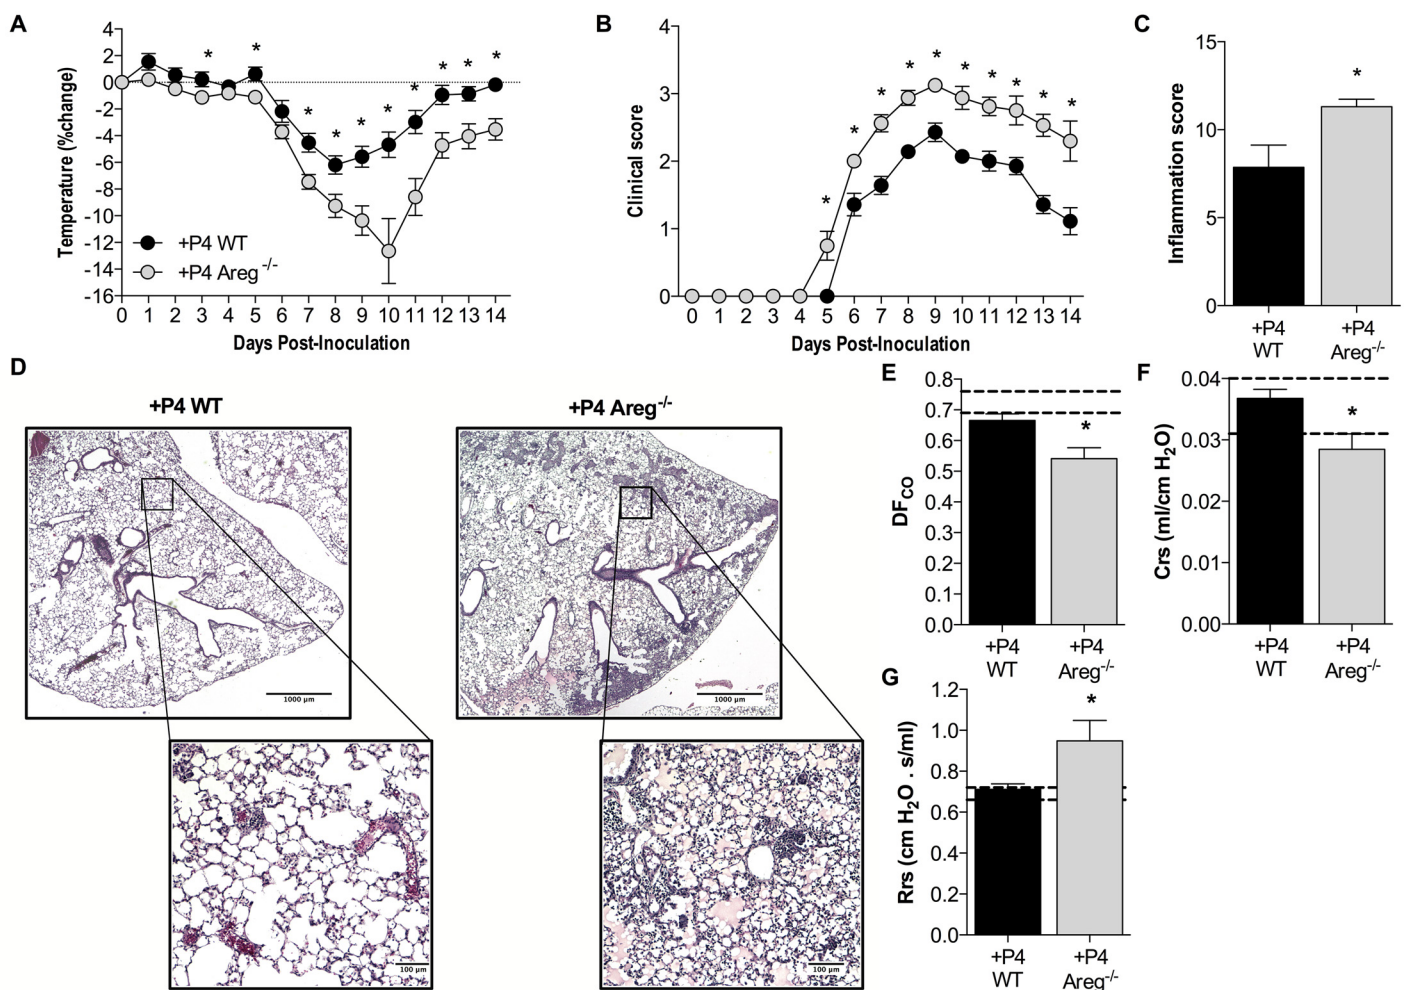 A
Temperature (%change)
4
2
0
-2
-4
-6
-8
-10
-12
-14
-16
* * * * * * * * * *
+P4 WT
+P4 Areg-/-
0 1 2 3 4 5 6 7 8 9 10 11 12 13 14
Days Post-Inoculation
B
Clinical score
4
3
2
1
0
* * * * * * * * * *
0 1 2 3 4 5 6 7 8 9 10 11 12 13 14
Days Post-Inoculation
C
Inflammation score
15
10
5
0
*
+P4 +P4
WT Areg-/-
D
+P4 WT
+P4 Areg-/-
1000 µm
1000 µm
100 µm
100 µm
E
DFCO
0.8
0.7
0.6
0.5
0.4
0.3
0.2
0.1
0.0
*
+P4 +P4
WT Areg-/-
F
Crs (ml/cm H2O)
0.04
0.03
0.02
0.01
0.00
*
+P4 +P4
WT Areg-/-
G
Rrs (cm H2O . s/ml)
1.2
1.0
0.8
0.6
0.4
0.2
0.0
*
+P4 +P4
WT Areg-/-